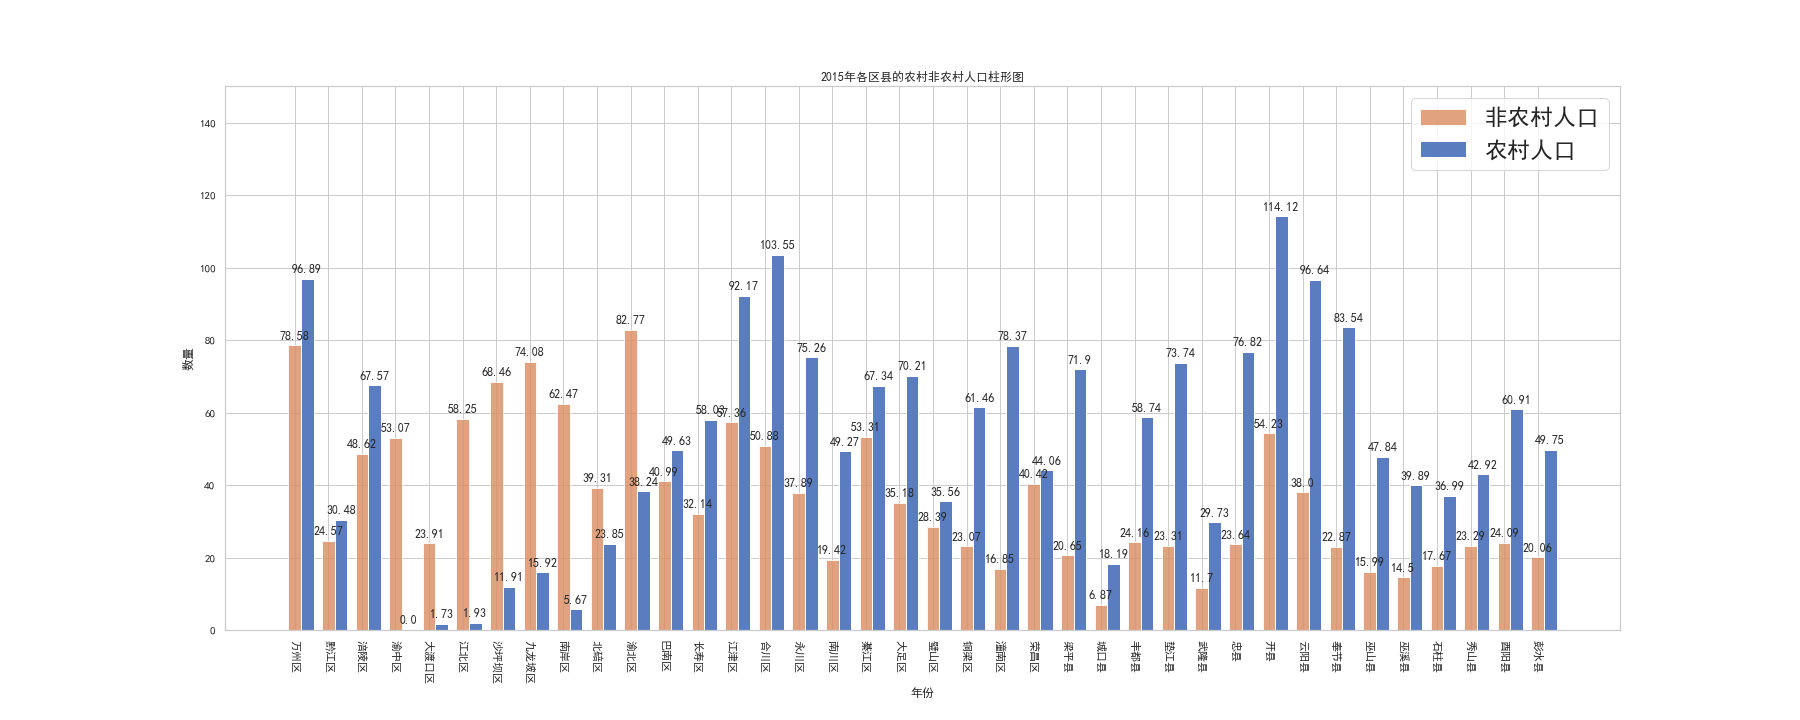 2015年各区县的农村非农村人口柱形图
非农村人口
农村人口
数量
140
120
100
80
60
40
20
0
78.58
96.89
24.57
30.48
48.62
67.57
53.07
0.0
23.91
1.73
58.25
1.93
68.46
11.91
74.08
15.92
62.47
5.67
39.31
23.85
82.77
38.24
40.99
49.63
32.14
58.03
57.36
92.17
50.88
103.55
37.89
75.26
19.42
49.27
53.31
67.34
35.18
70.21
28.39
35.56
23.07
61.46
16.85
78.37
40.42
44.06
20.65
71.9
6.87
18.19
24.16
58.74
23.31
73.74
11.7
29.73
23.64
76.82
54.23
114.12
38.0
96.64
22.87
83.54
15.99
47.84
14.5
39.89
17.67
36.99
23.29
42.92
24.09
60.91
20.06
49.75
万州区
黔江区
涪陵区
渝中区
大渡口区
江北区
沙坪坝区
九龙坡区
南岸区
北培区
渝北区
巴南区
长寿区
江津区
合川区
永川区
南川区
綦江区
大足区
壁山区
铜梁区
潼南区
荣昌区
梁平县
城口县
丰都县
垫江县
武隆县
忠县
开县
云阳县
奉节县
巫山县
巫溪县
石柱县
秀山县
酉阳县
彭水县
年份